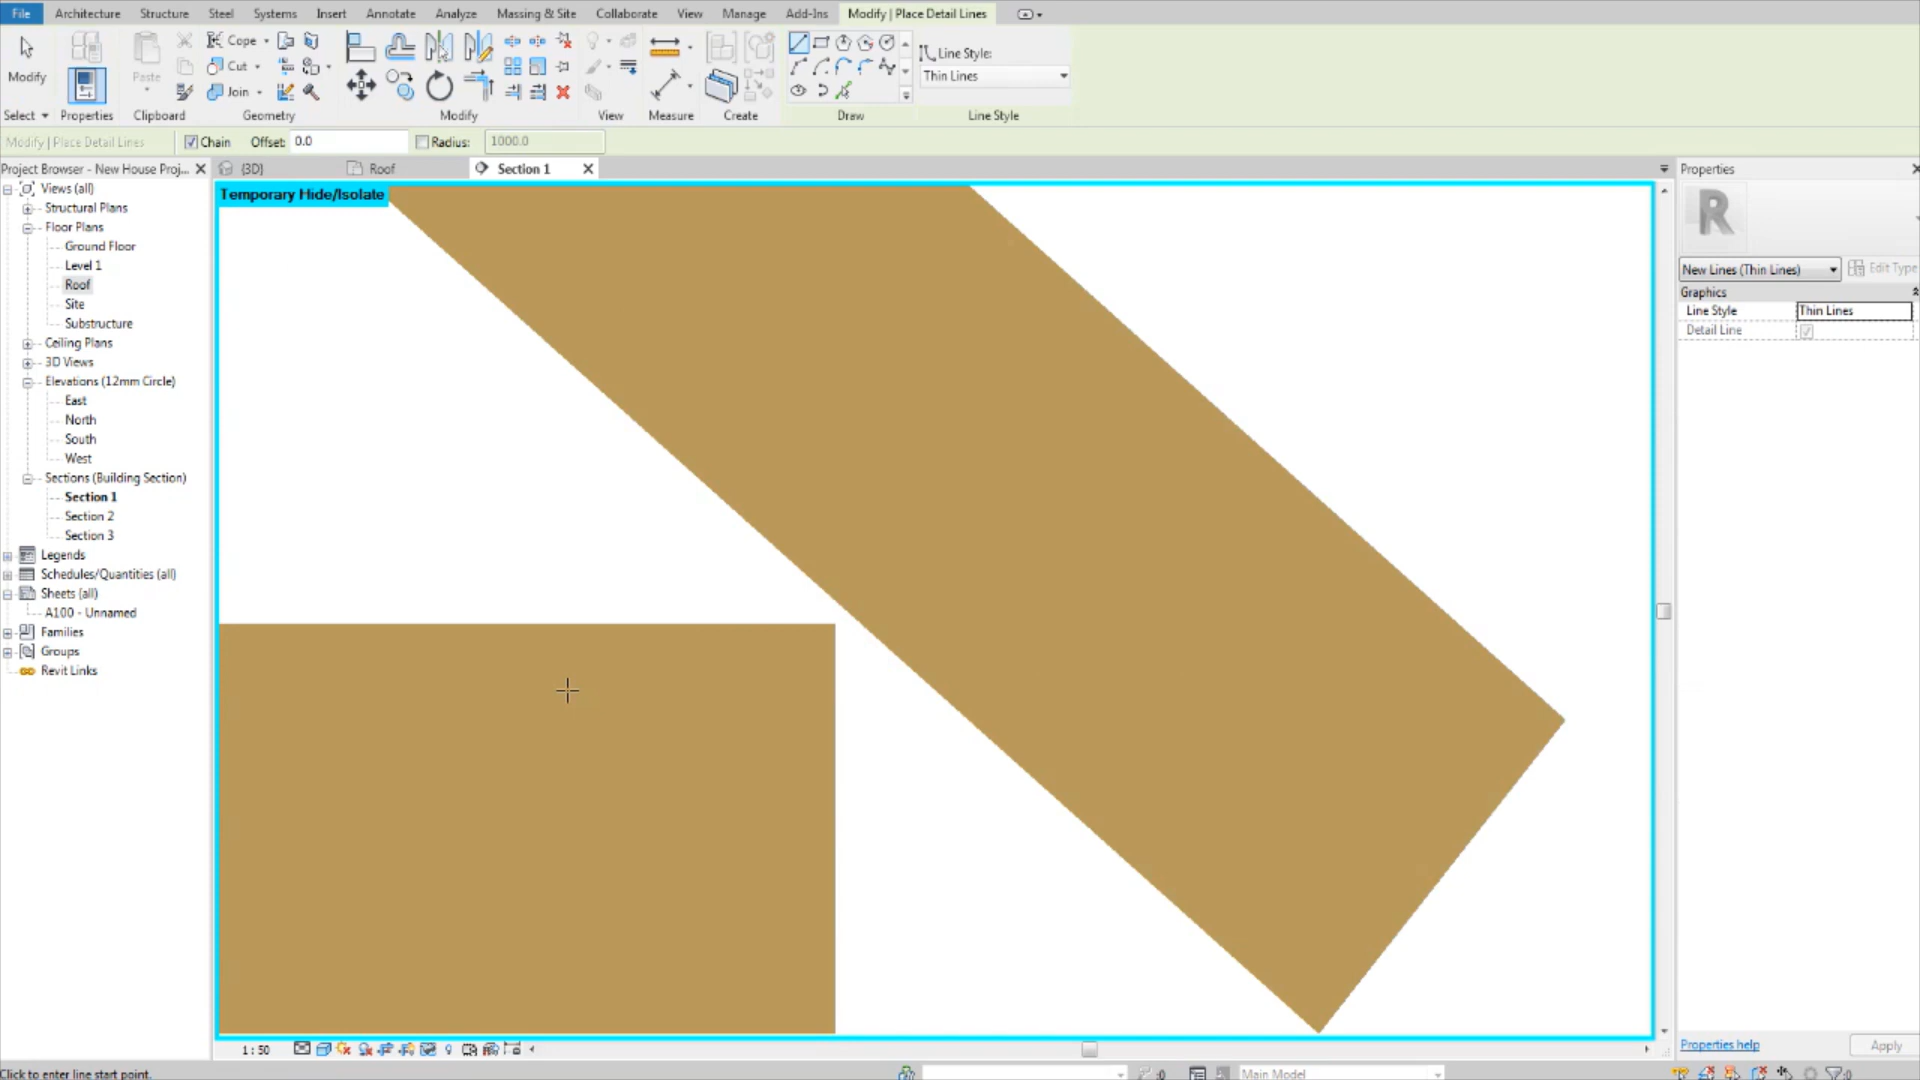 File Architecture Structure Steel Systems Insert Annotate Analyze Massing & Site Collaborate View Manage Add-Ins Modify | Place Detail Lines
Cope
Line Style:
Modify Paste Cut Thin Lines
Join
Select Properties Clipboard Geometry Modify View Measure Create Draw Line Style
Modify | Place Detail Lines Chain Offset: 0.0 Radius: 1000.0
Project Browser - New House Proj... {3D} Roof Section 1 Properties
Temporary Hide/Isolate
R
Views (all)
Structural Plans
Floor Plans
Ground Floor
Level 1
Roof
Site
Substructure
Ceiling Plans
3D Views
Elevations (12mm Circle)
East
North
South
West
Sections (Building Section)
Section 1
Section 2
Section 3
Legends
Schedules/Quantities (all)
Sheets (all)
A100 - Unnamed
Families
Groups
Revit Links
New Lines (Thin Lines) Edit Type
Graphics
Line Style Thin Lines
Detail Line
Properties help Apply
1 : 50
Click to enter line start point. :0 Main Model :0